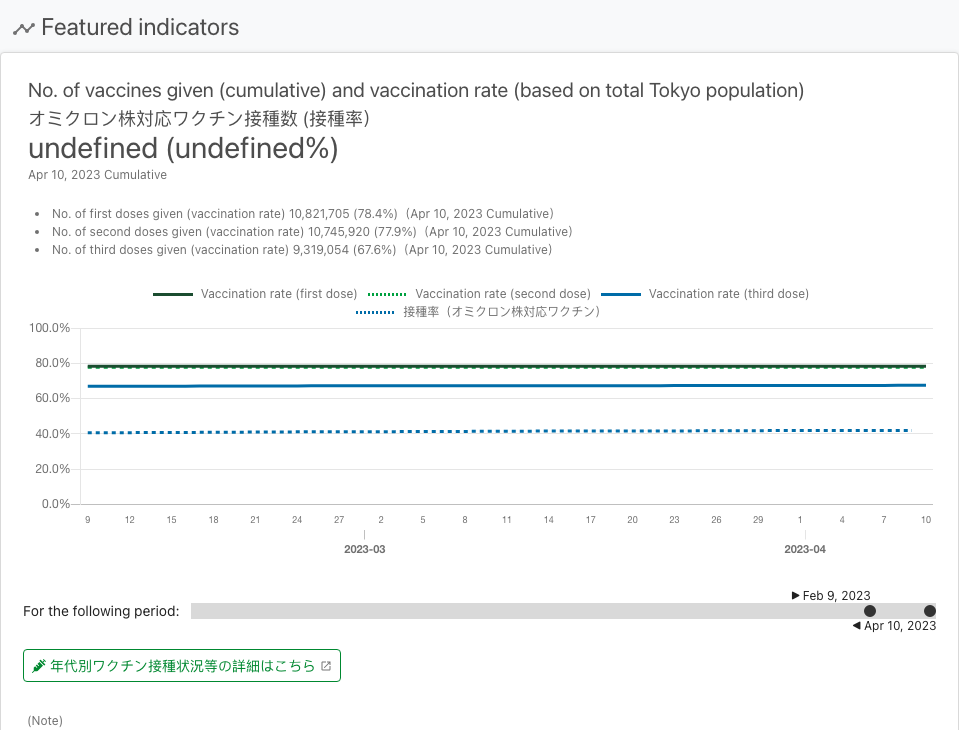 Featured indicators
No. of vaccines given (cumulative) and vaccination rate (based on total Tokyo population)
オミクロン株対応ワクチン接種数 (接種率）
undefined (undefined%)
Apr 10, 2023 Cumulative
• No. of first doses given (vaccination rate) 10,821,705 (78.4%)（Apr 10, 2023 Cumulative）
• No. of second doses given (vaccination rate) 10,745,920 (77.9%)（Apr 10, 2023 Cumulative）
• No. of third doses given (vaccination rate) 9,319,054 (67.6%)（Apr 10, 2023 Cumulative）
Vaccination rate (first dose) Vaccination rate (second dose) Vaccination rate (third dose)
接種率（オミクロン株対応ワクチン）
100.0%
80.0%
60.0%
40.0%
20.0%
0.0%
9 12 15 18 21 24 27 2 5 8 11 14 17 20 23 26 29 1 4 7 10
2023-03 2023-04
▶ Feb 9, 2023
For the following period:
◀ Apr 10, 2023
年代別ワクチン接種状況等の詳細はこちら
(Note)